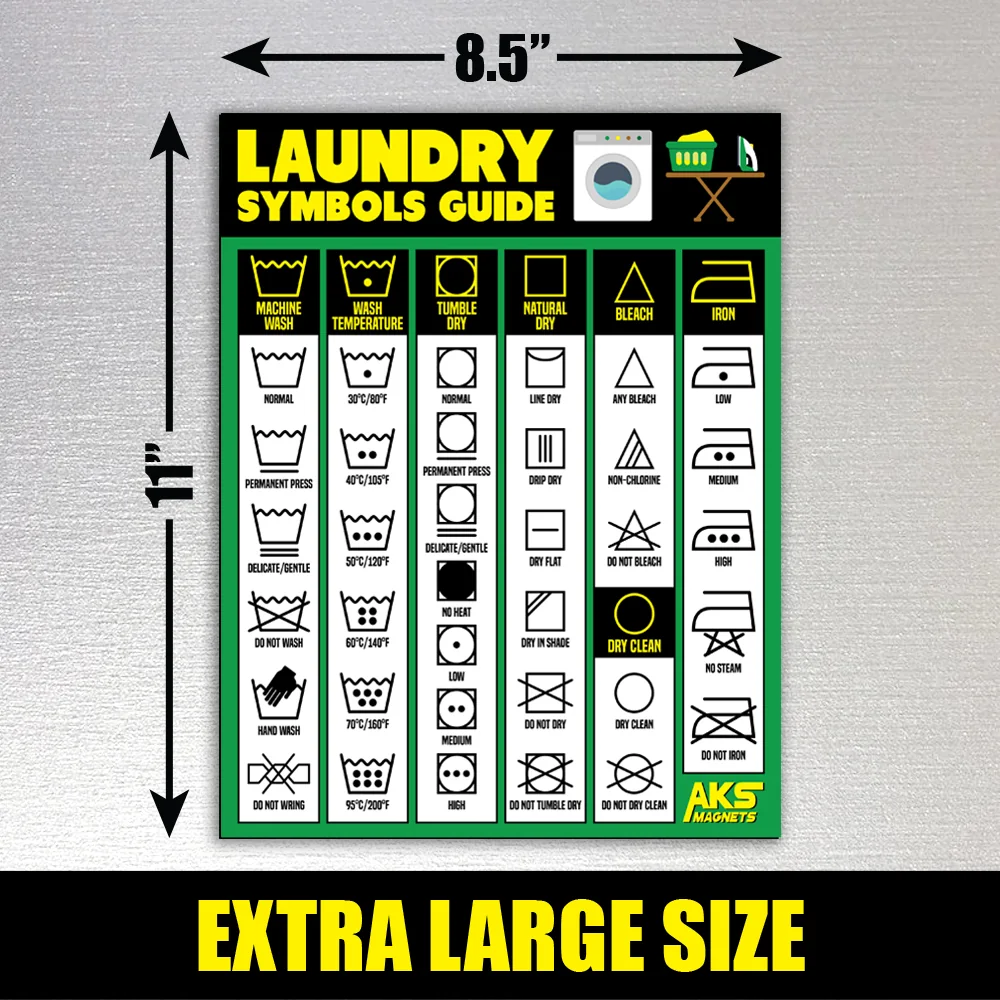 8.5”
11”
LAUNDRY
SYMBOLS GUIDE
MACHINE
WASH
NORMAL
PERMANENT PRESS
DELICATE/GENTLE
DO NOT WASH
HAND WASH
DO NOT WRING
WASH
TEMPERATURE
30°C/80°F
40°C/105°F
50°C/120°F
60°C/140°F
70°C/160°F
95°C/200°F
TUMBLE
DRY
NORMAL
PERMANENT PRESS
DELICATE/GENTLE
NO HEAT
LOW
MEDIUM
HIGH
NATURAL
DRY
LINE DRY
DRIP DRY
DRY FLAT
DRY IN SHADE
DO NOT DRY
DO NOT TUMBLE DRY
BLEACH
ANY BLEACH
NON-CHLORINE
DO NOT BLEACH
DRY CLEAN
DRY CLEAN
DO NOT DRY CLEAN
IRON
LOW
MEDIUM
HIGH
NO STEAM
DO NOT IRON
AKS
MAGNETS
EXTRA LARGE SIZE